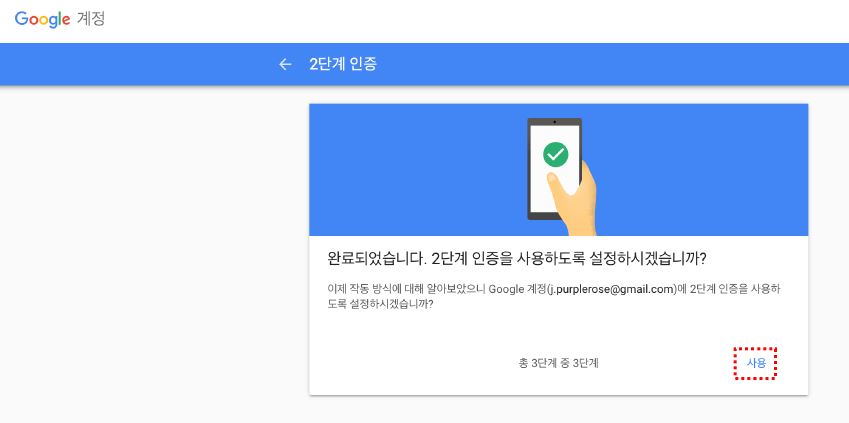 Google 계정
2단계 인증
완료되었습니다. 2단계 인증을 사용하도록 설정하시겠습니까?
이제 작동 방식에 대해 알아보았으니 Google 계정(j.purplerose@gmail.com)에 2단계 인증을 사용하
도록 설정하시겠습니까?
총 3단계 중 3단계
사용